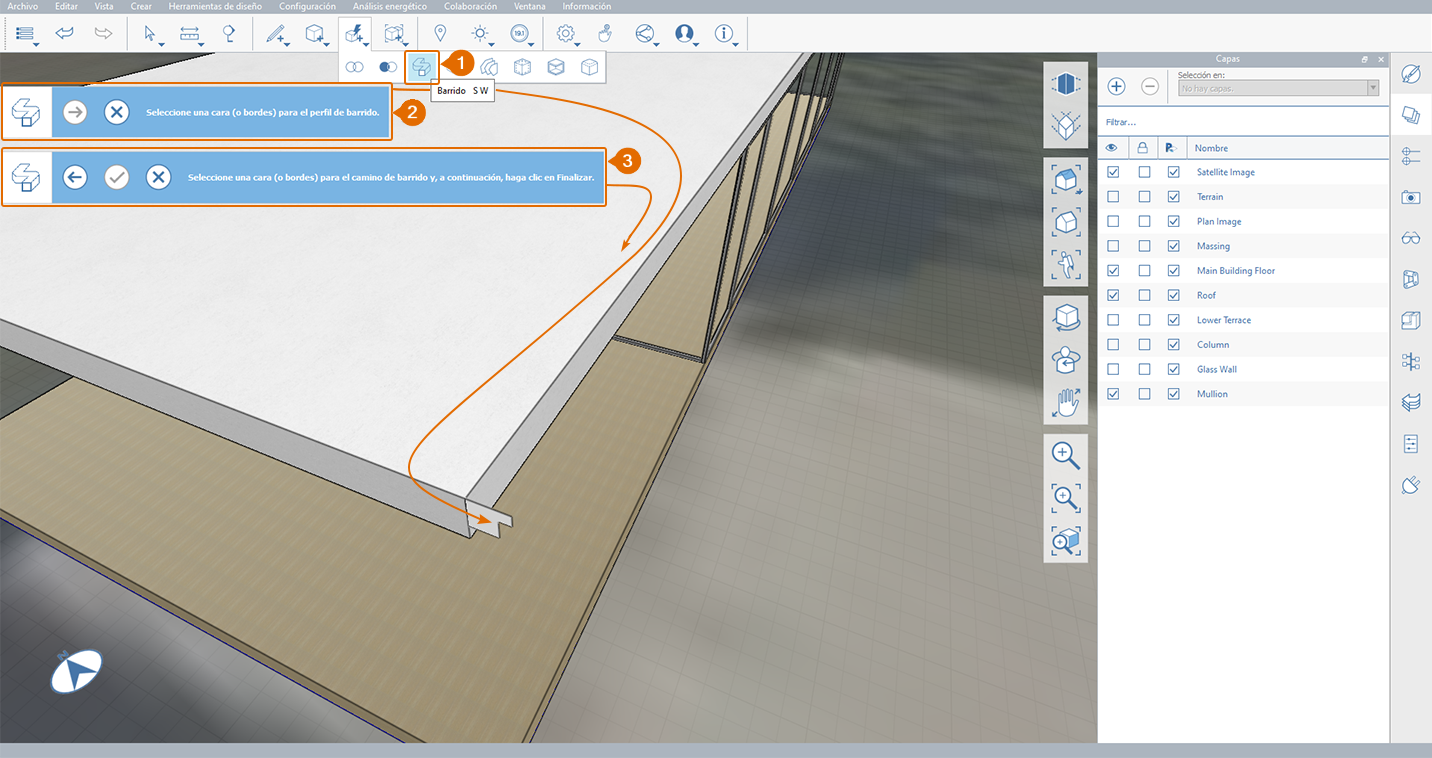 Archivo Editar Vista Crear Herramientas de diseño Configuración Análisis energético Colaboración Ventana Información
19.1
1
Barrido S W
2
Seleccione una cara (o bordes) para el perfil de barrido.
3
Seleccione una cara (o bordes) para el camino de barrido y, a continuación, haga clic en Finalizar.
N
Capas
Selección en:
No hay capas.
Filtrar...
Nombre
Satellite Image
Terrain
Plan Image
Massing
Main Building Floor
Roof
Lower Terrace
Column
Glass Wall
Mullion